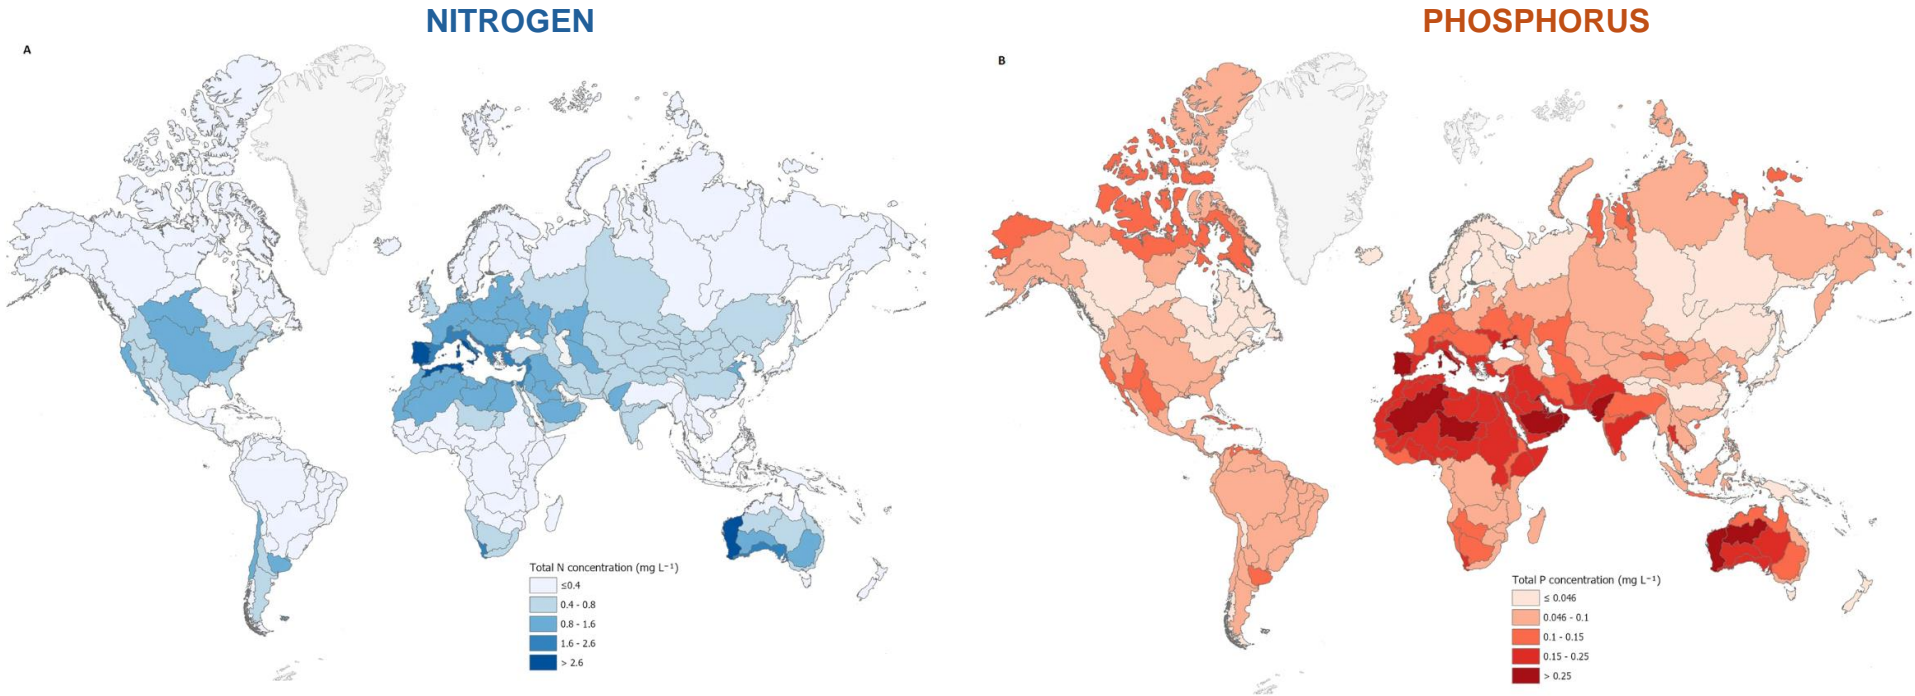 NITROGEN
A
Total N concentration (mg L⁻¹)
≤0.4
0.4 - 0.8
0.8 - 1.6
1.6 - 2.6
> 2.6
PHOSPHORUS
B
Total P concentration (mg L⁻¹)
≤ 0.046
0.046 - 0.1
0.1 - 0.15
0.15 - 0.25
> 0.25